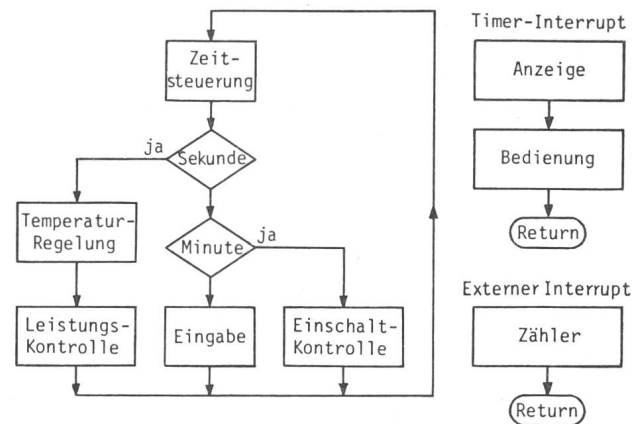 Zeit-
steuerung
ja
Sekunde
Temperatur-
Regelung
Minute
ja
Leistungs-
Kontrolle
Eingabe
Einschalt-
Kontrolle
Timer-Interrupt
Anzeige
Bedienung
Return
Externer Interrupt
Zähler
Return